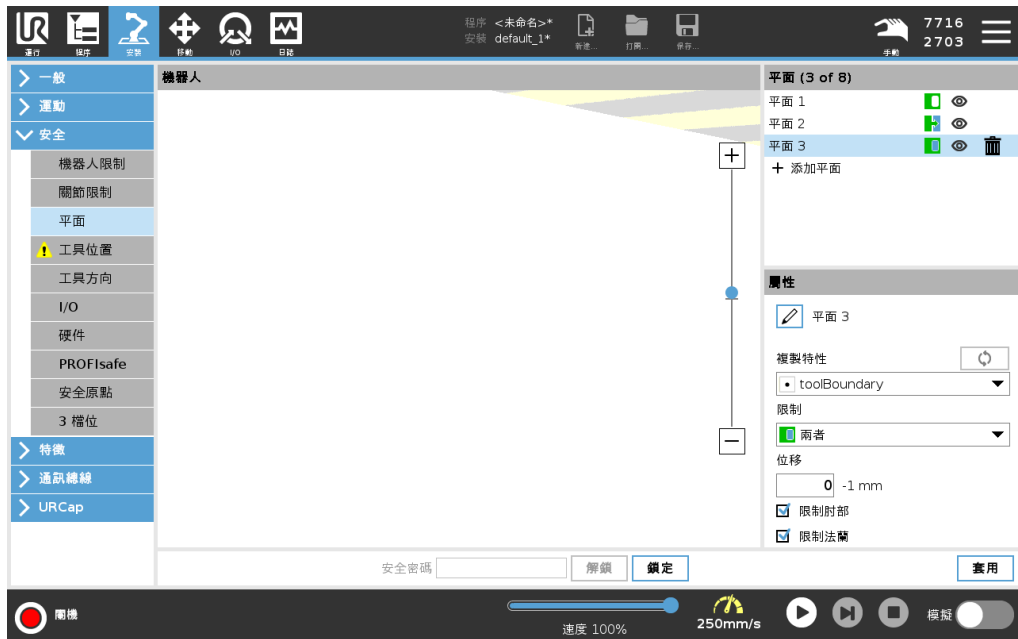 UR
運行
程序
安裝
移動
I/O
日誌
程序 <未命名>*
安裝 default_1*
新建...
打開...
保存...
手動
7716
2703
一般
運動
安全
機器人限制
關節限制
平面
工具位置
工具方向
I/O
硬件
PROFIsafe
安全原點
3 檔位
特徵
通訊總線
URCap
機器人
平面 (3 of 8)
平面 1
平面 2
平面 3
添加平面
屬性
平面 3
複製特性
toolBoundary
限制
兩者
位移
0 -1 mm
限制肘部
限制法蘭
安全密碼
解鎖
鎖定
套用
關機
速度 100%
250mm/s
模擬